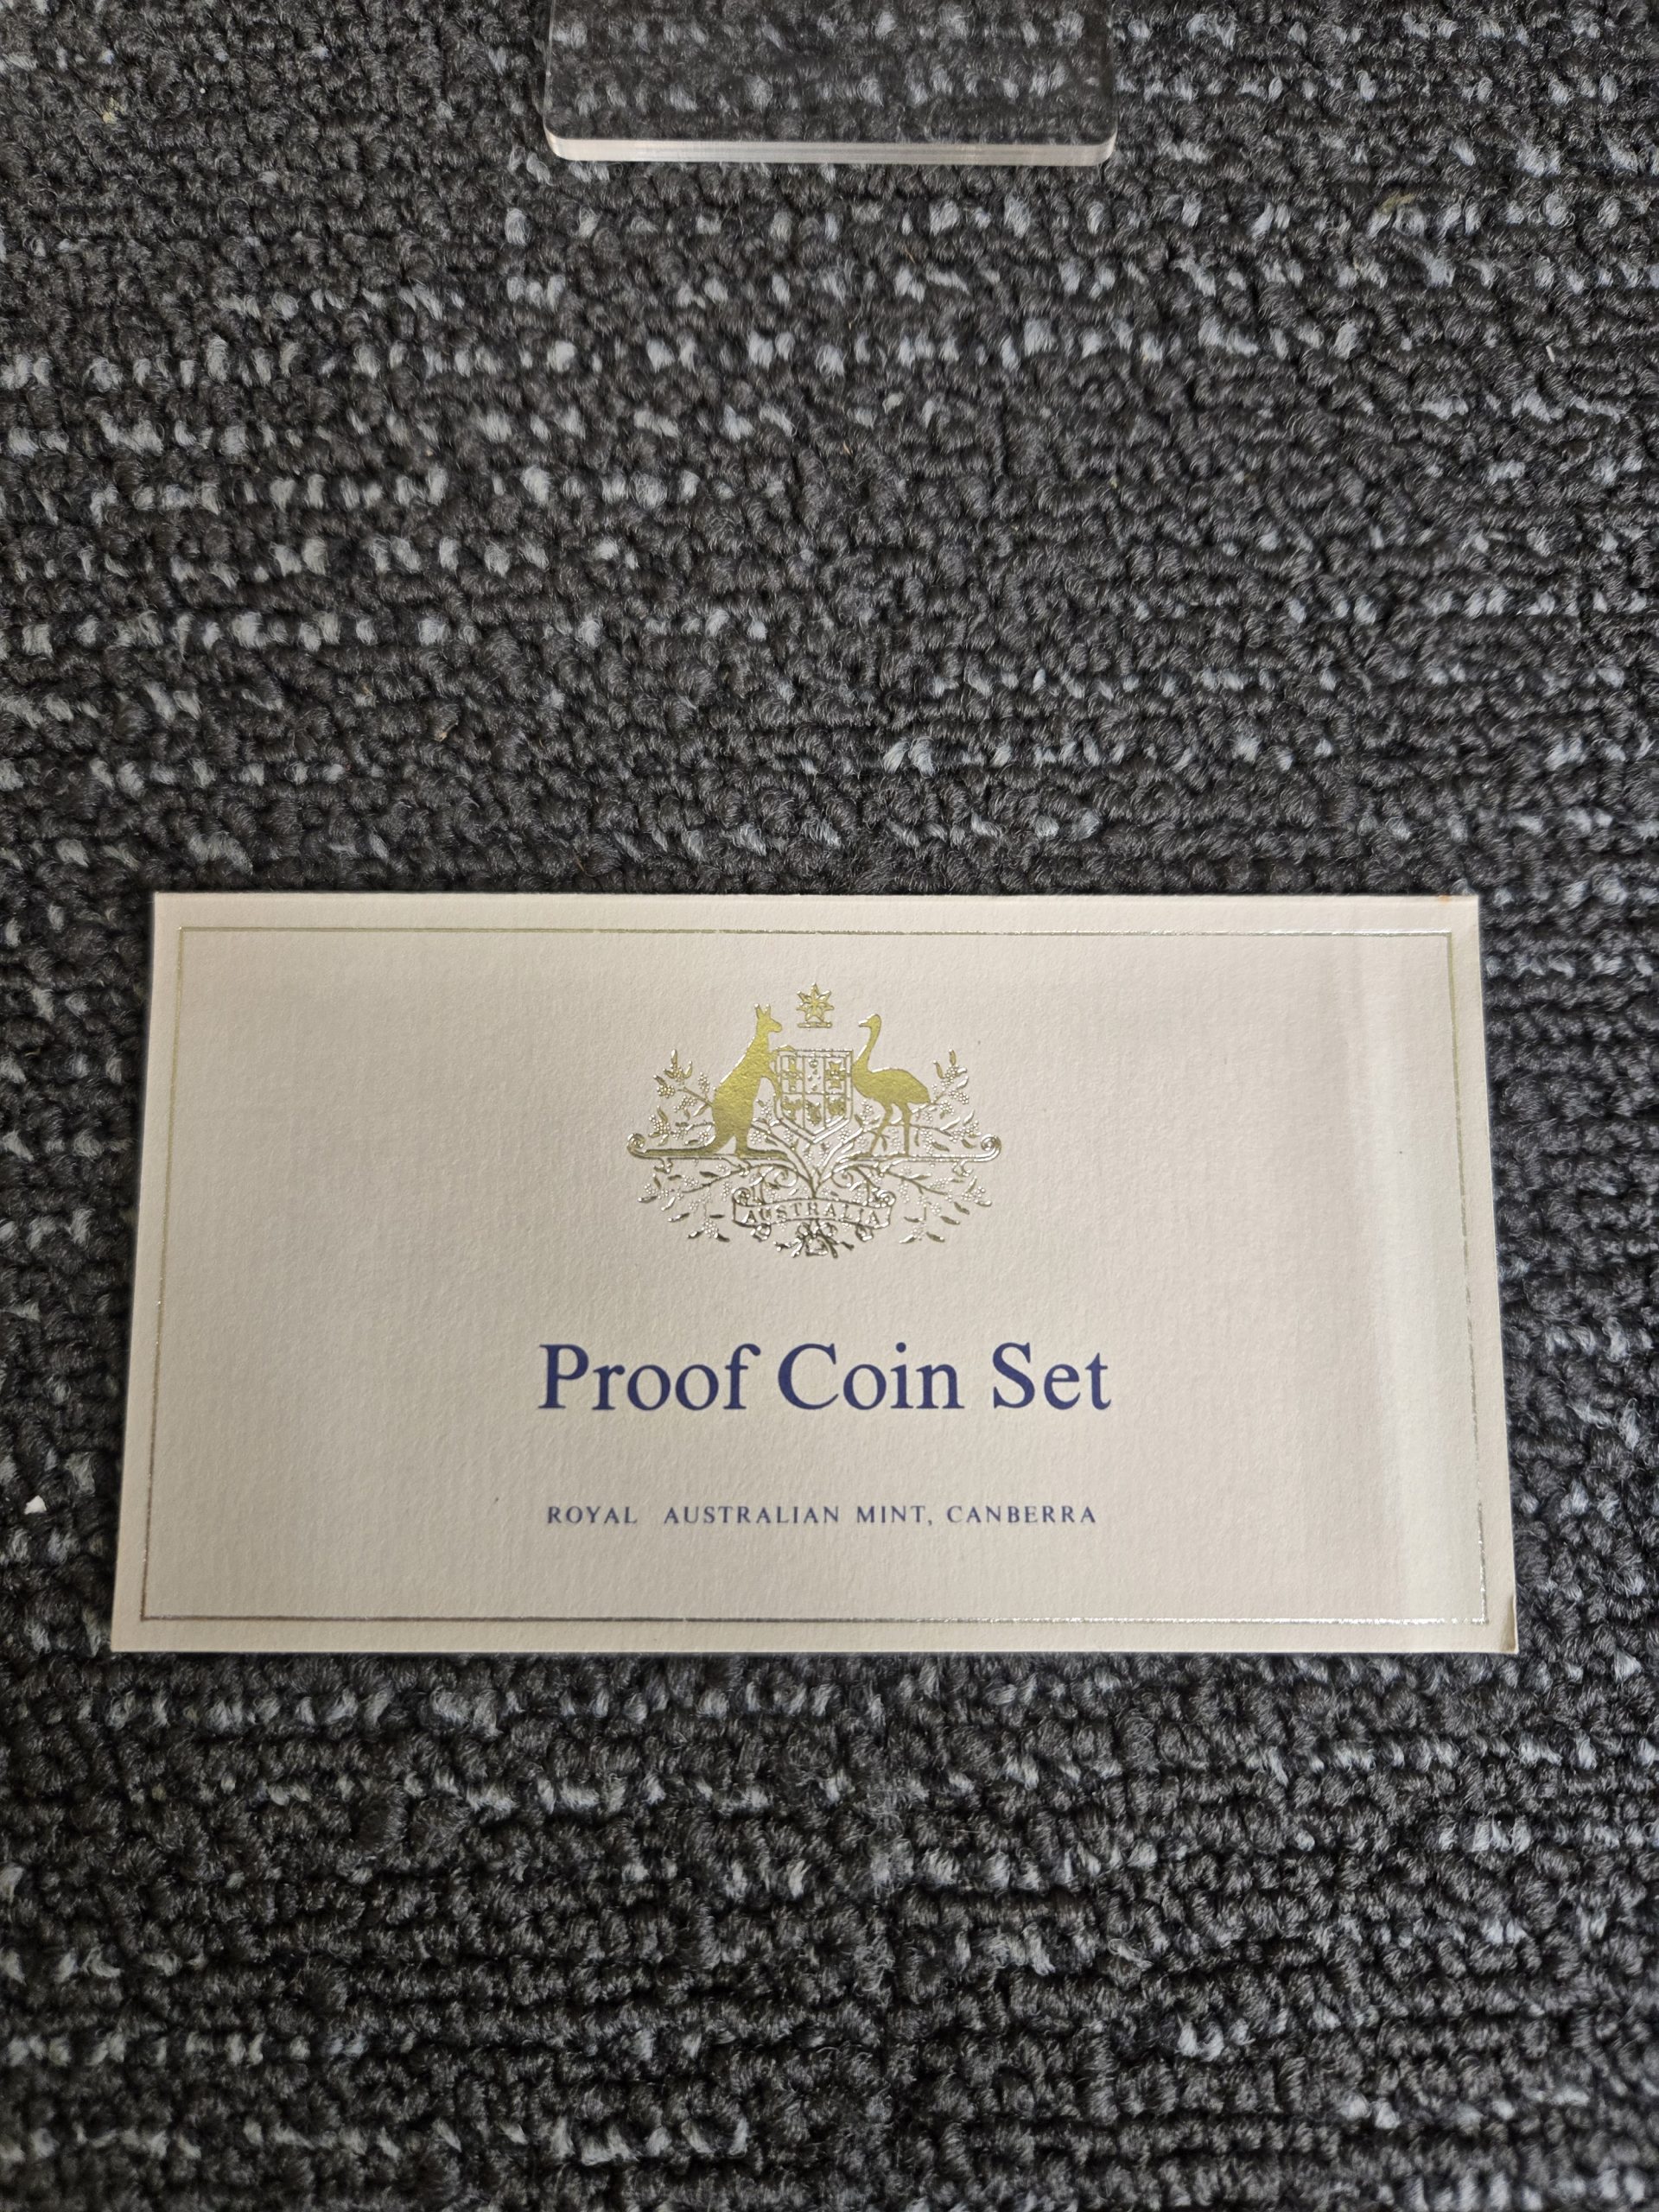 AUSTRALIA
Proof Coin Set
ROYAL AUSTRALIAN MINT, CANBERRA